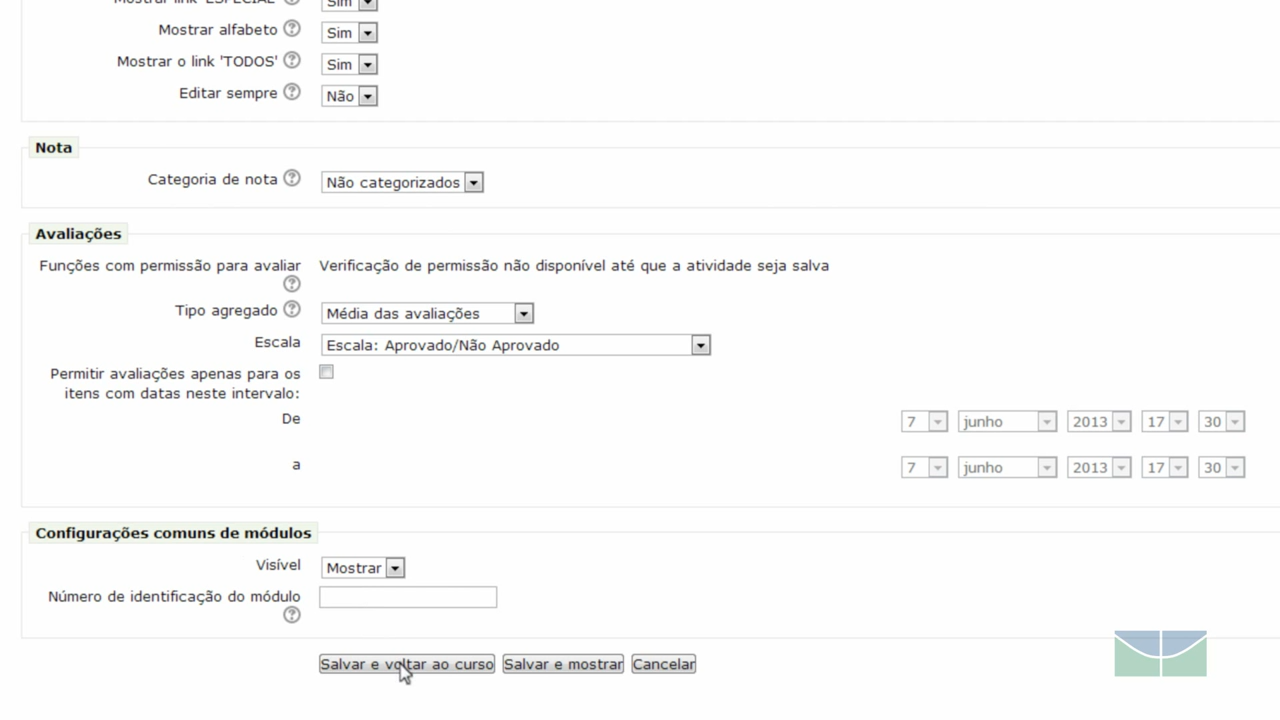 Mostrar link 'ESPECIAL' Sim
Mostrar alfabeto Sim
Mostrar o link 'TODOS' Sim
Editar sempre Não
Nota
Categoria de nota Não categorizados
Avaliações
Funções com permissão para avaliar Verificação de permissão não disponível até que a atividade seja salva
Tipo agregado Média das avaliações
Escala Escala: Aprovado/Não Aprovado
Permitir avaliações apenas para os
itens com datas neste intervalo:
De 7 junho 2013 17 30
a 7 junho 2013 17 30
Configurações comuns de módulos
Visível Mostrar
Número de identificação do módulo
Salvar e voltar ao curso Salvar e mostrar Cancelar